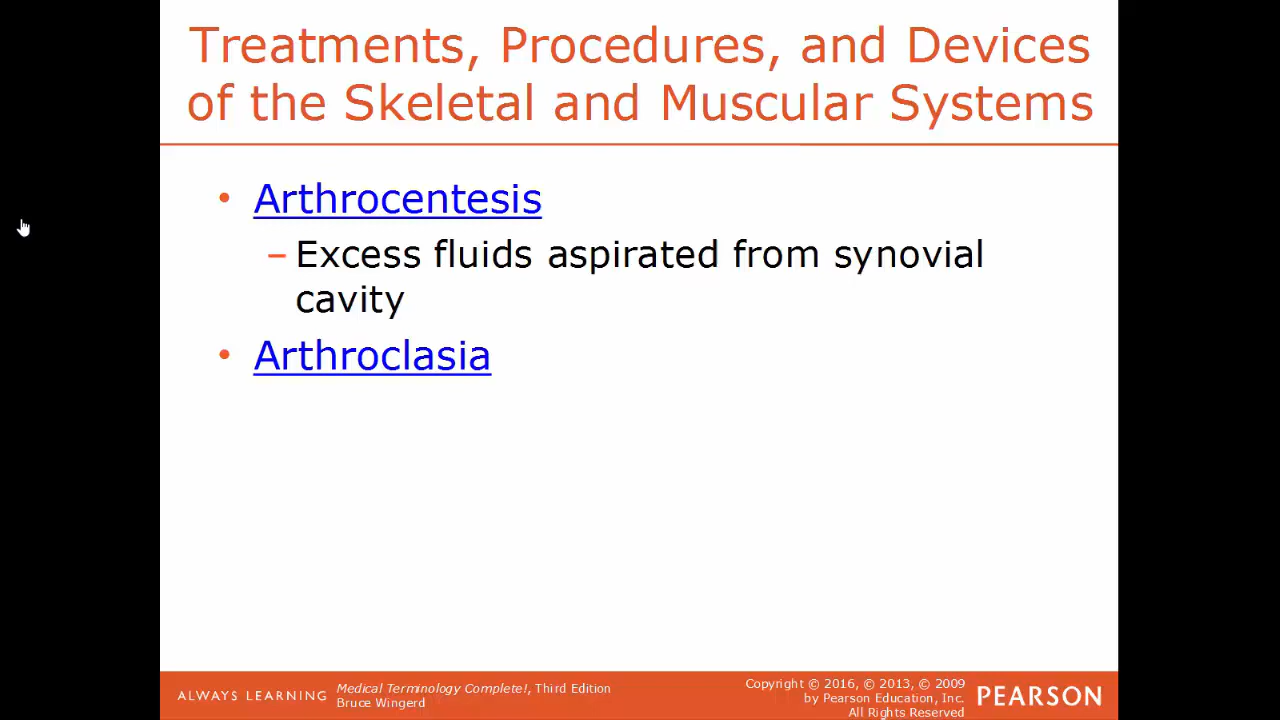 Treatments, Procedures, and Devices
of the Skeletal and Muscular Systems
• Arthrocentesis
– Excess fluids aspirated from synovial
cavity
• Arthroclasia
ALWAYS LEARNING
Medical Terminology Complete!, Third Edition
Bruce Wingerd
Copyright © 2016, © 2013, © 2009
by Pearson Education, Inc.
All Rights Reserved
PEARSON